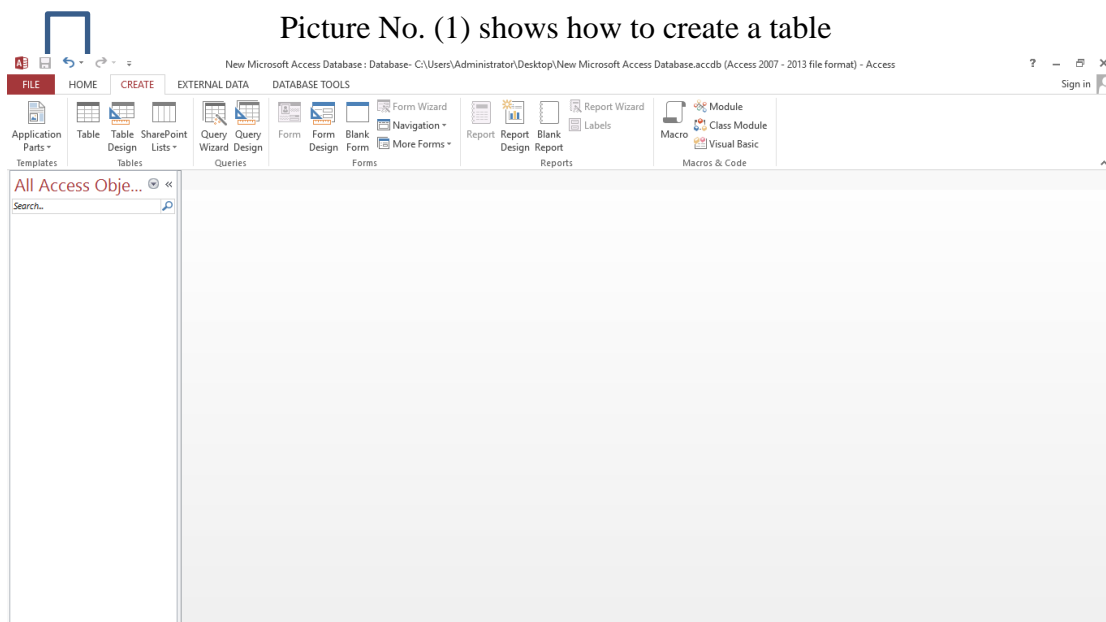 Picture No. (1) shows how to create a table
New Microsoft Access Database : Database- C:\Users\Administrator\Desktop\New Microsoft Access Database.accdb (Access 2007 - 2013 file format) - Access ?
FILE HOME CREATE EXTERNAL DATA DATABASE TOOLS Sign in
Application Parts
Table
Table Design
SharePoint Lists
Query Wizard
Query Design
Form
Form Design
Blank Form
Form Wizard
Navigation
More Forms
Report
Report Design
Blank Report
Report Wizard
Labels
Macro
Module
Class Module
Visual Basic
Templates Tables Queries Forms Reports Macros & Code
All Access Obje... «
Search...